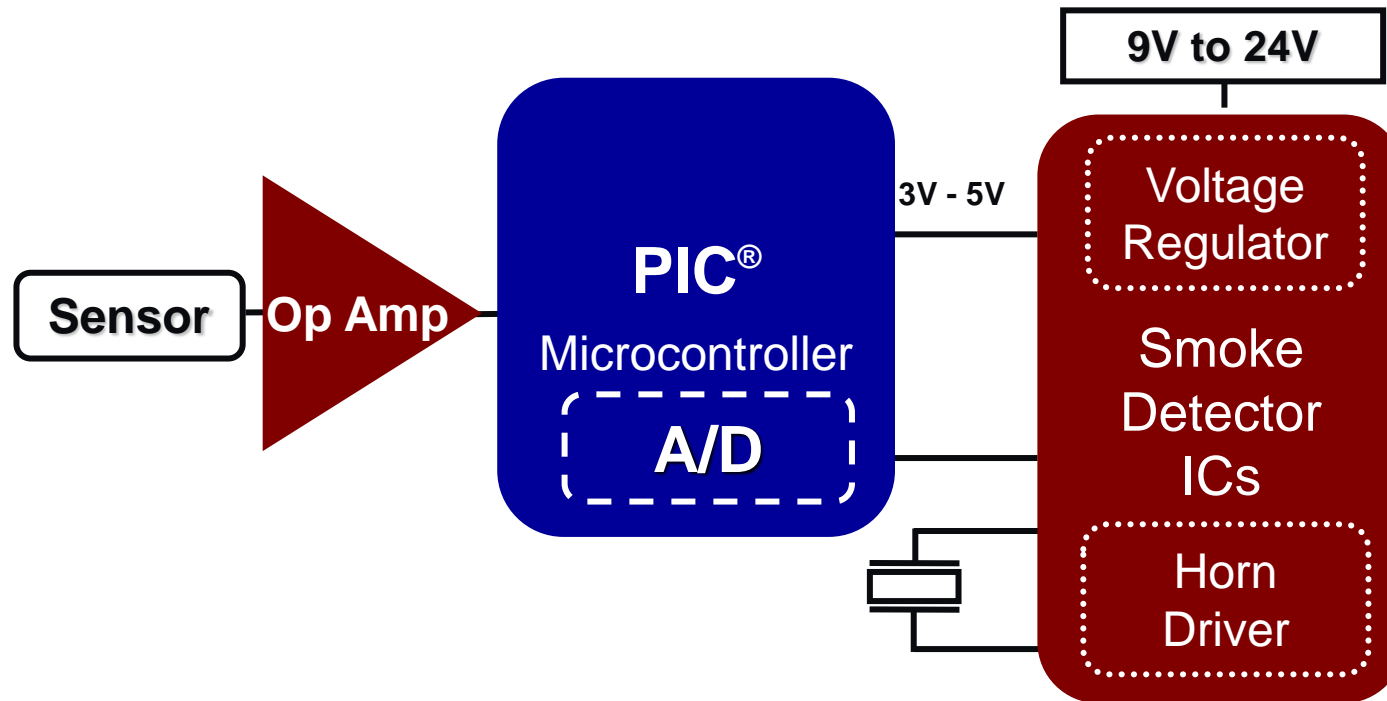 9V to 24V
Voltage
Regulator
3V - 5V
PIC®
Sensor
Op Amp
Microcontroller
A/D
Smoke
Detector
ICs
Horn
Driver